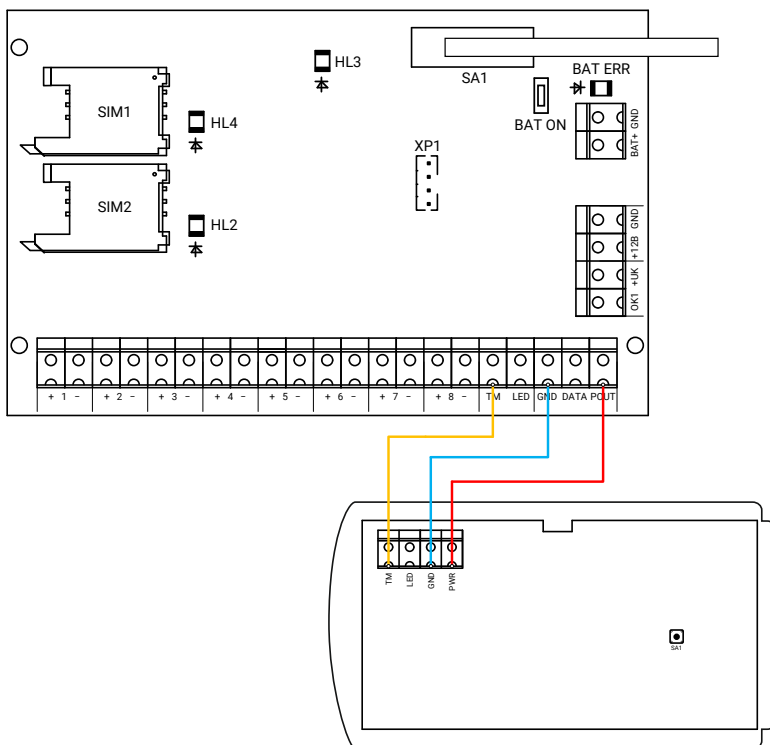 HL3
SA1
BAT ERR
SIM1
HL4
BAT ON
BAT+ GND
XP1
SIM2
HL2
OK1 +UK +12B GND
+ 1 − + 2 − + 3 − + 4 − + 5 − + 6 − + 7 − + 8 − TM LED GND DATA POUT
TM LED GND PWR
SA1